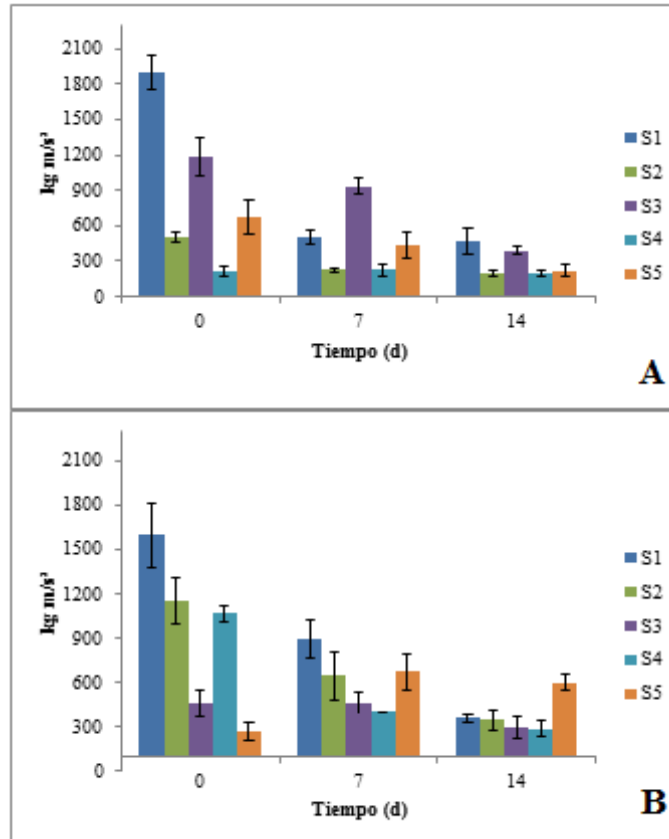 2100
1800
1500
1200
900
600
300
0
kg m/s²
0 7 14
Tiempo (d)
S1
S2
S3
S4
S5
A
2100
1800
1500
1200
900
600
300
0
kg m/s²
0 7 14
Tiempo (d)
S1
S2
S3
S4
S5
B